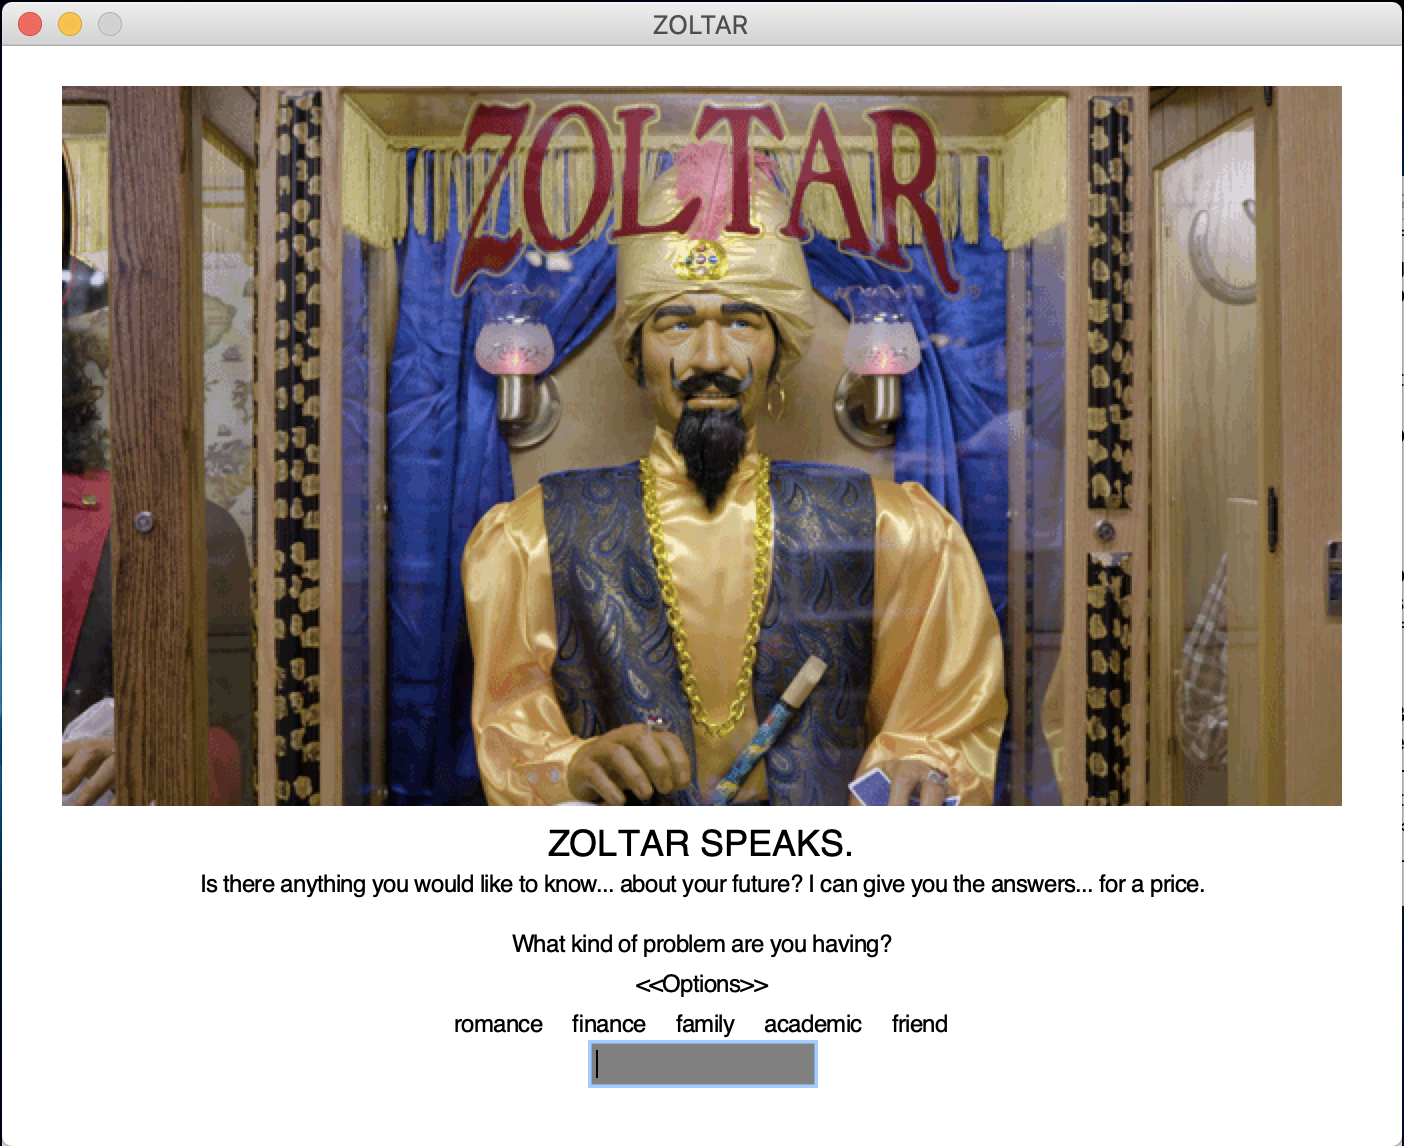 ZOLTAR
ZOLTAR
ZOLTAR SPEAKS.
Is there anything you would like to know... about your future? I can give you the answers... for a price.
What kind of problem are you having?
<<Options>>
romance finance family academic friend